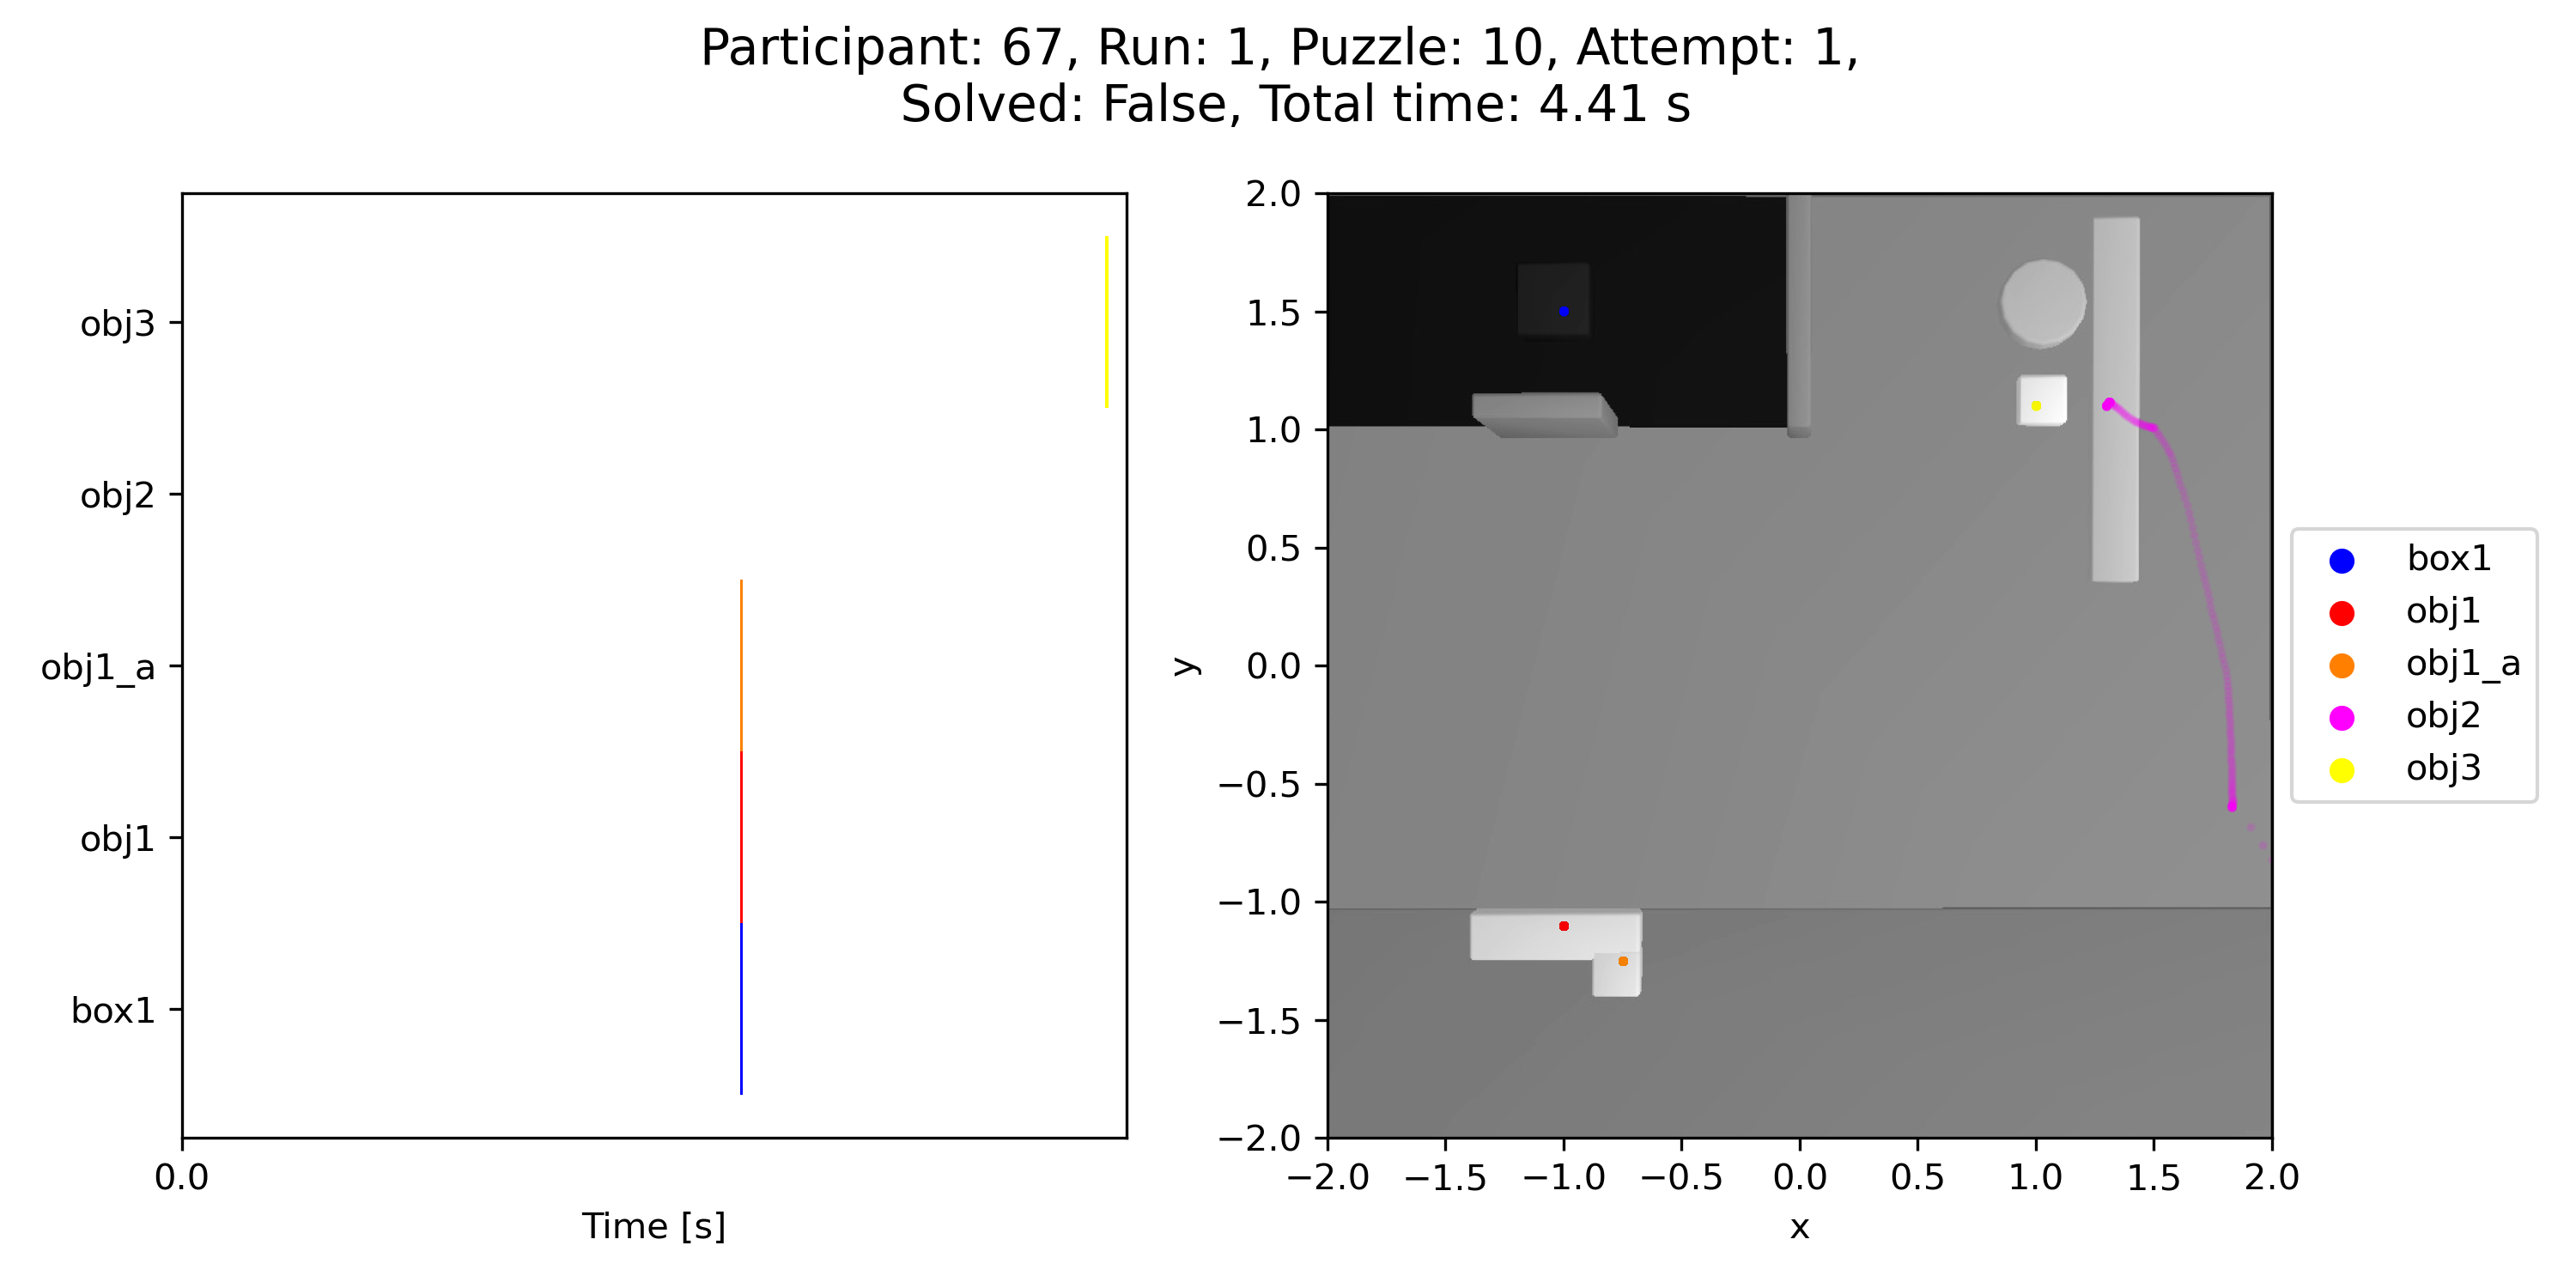 Participant: 67, Run: 1, Puzzle: 10, Attempt: 1,
Solved: False, Total time: 4.41 s
obj3
obj2
obj1_a
obj1
box1
0.0
Time [s]
2.0
1.5
1.0
0.5
0.0
−0.5
−1.0
−1.5
−2.0
y
−2.0 −1.5 −1.0 −0.5 0.0 0.5 1.0 1.5 2.0
x
box1
obj1
obj1_a
obj2
obj3